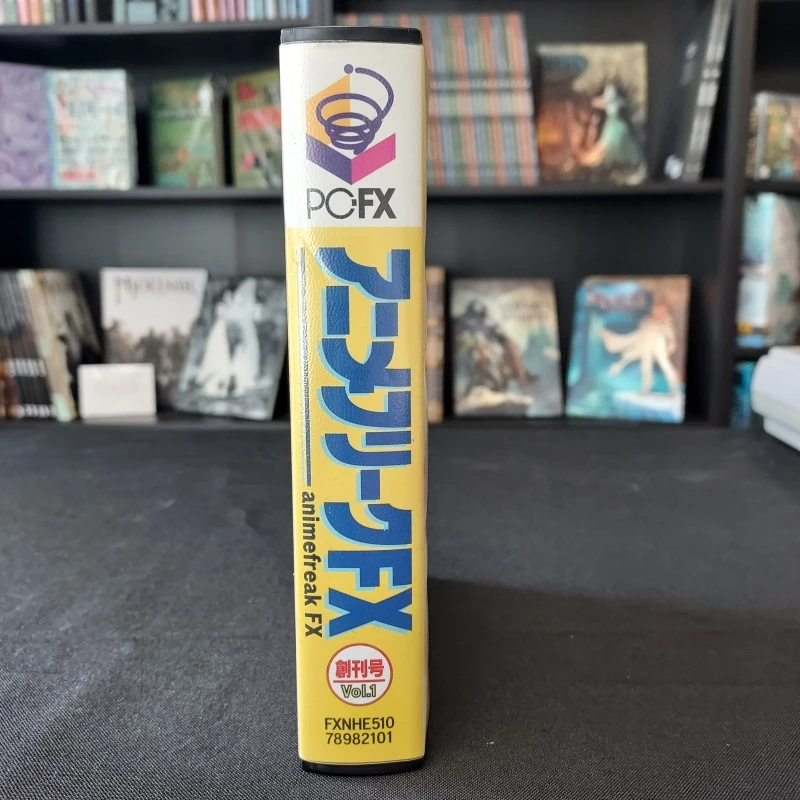 PC-FX
アニメフリークFX
animefreak FX
創刊号
Vol.1
FXNHE510
78982101